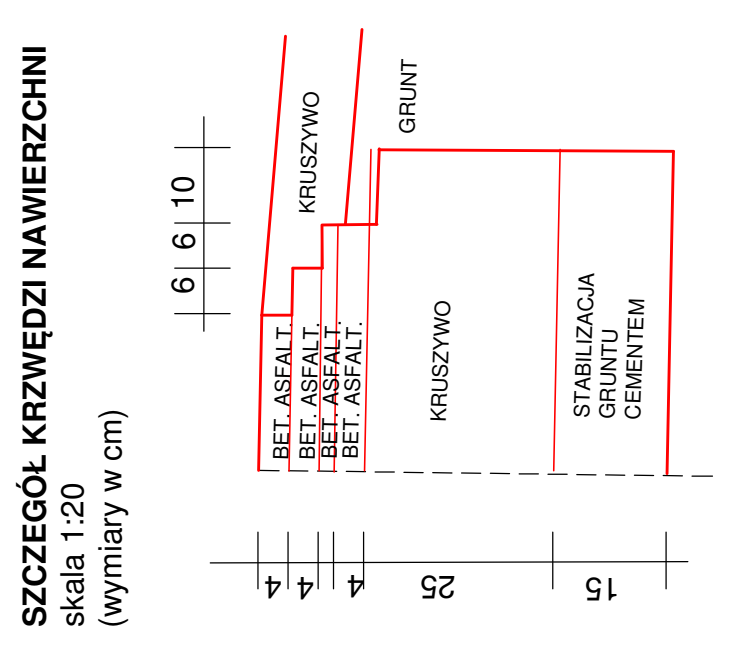 SZCZEGÓŁ KRZWĘDZI NAWIERZCHNI
skala 1:20
(wymiary w cm)
6 6 10
BET. ASFALT.
BET. ASFALT.
BET. ASFALT.
BET. ASFALT.
KRUSZYWO
GRUNT
KRUSZYWO
STABILIZACJA
GRUNTU
CEMENTEM
4
4
4
25
15